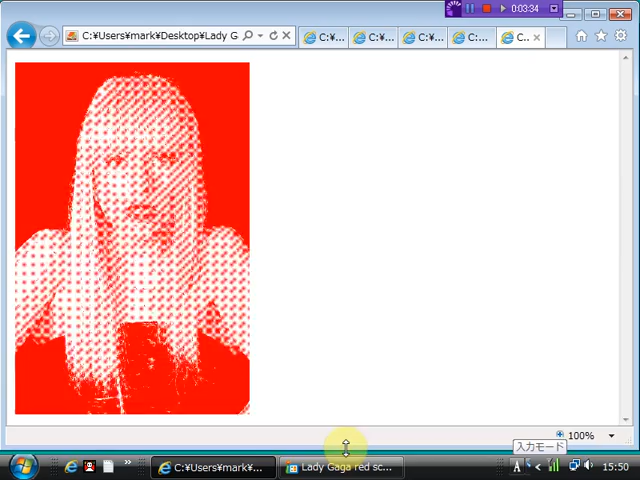 0:03:34
C:¥Users¥mark¥Desktop¥Lady G
C:¥...
C:¥...
C:¥...
C:...
C...
100%
入力モード
C:¥Users¥mark¥...
Lady Gaga red sc...
A
15:50